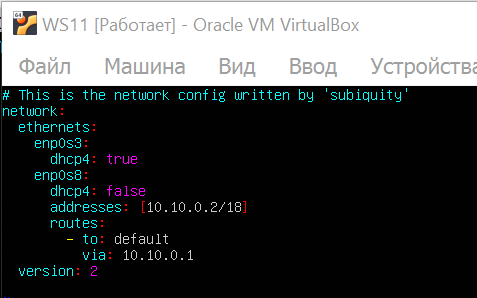 WS11 [Работает] - Oracle VM VirtualBox
Файл Машина Вид Ввод Устройства
# This is the network config written by 'subiquity'
network:
  ethernets:
    enp0s3:
      dhcp4: true
    enp0s8:
      dhcp4: false
      addresses: [10.10.0.2/18]
      routes:
        - to: default
          via: 10.10.0.1
  version: 2